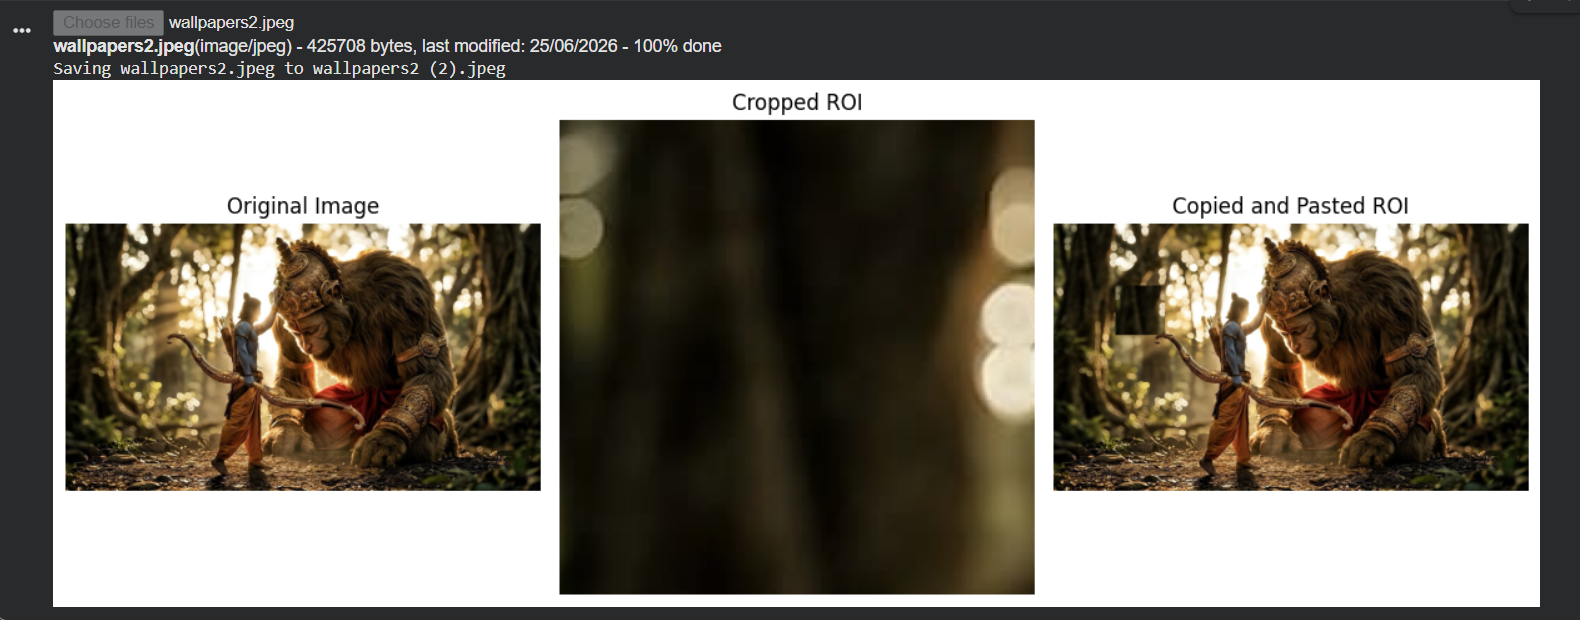 Choose files wallpapers2.jpeg
wallpapers2.jpeg(image/jpeg) - 425708 bytes, last modified: 25/06/2026 - 100% done
Saving wallpapers2.jpeg to wallpapers2 (2).jpeg
Cropped ROI
Original Image
Copied and Pasted ROI